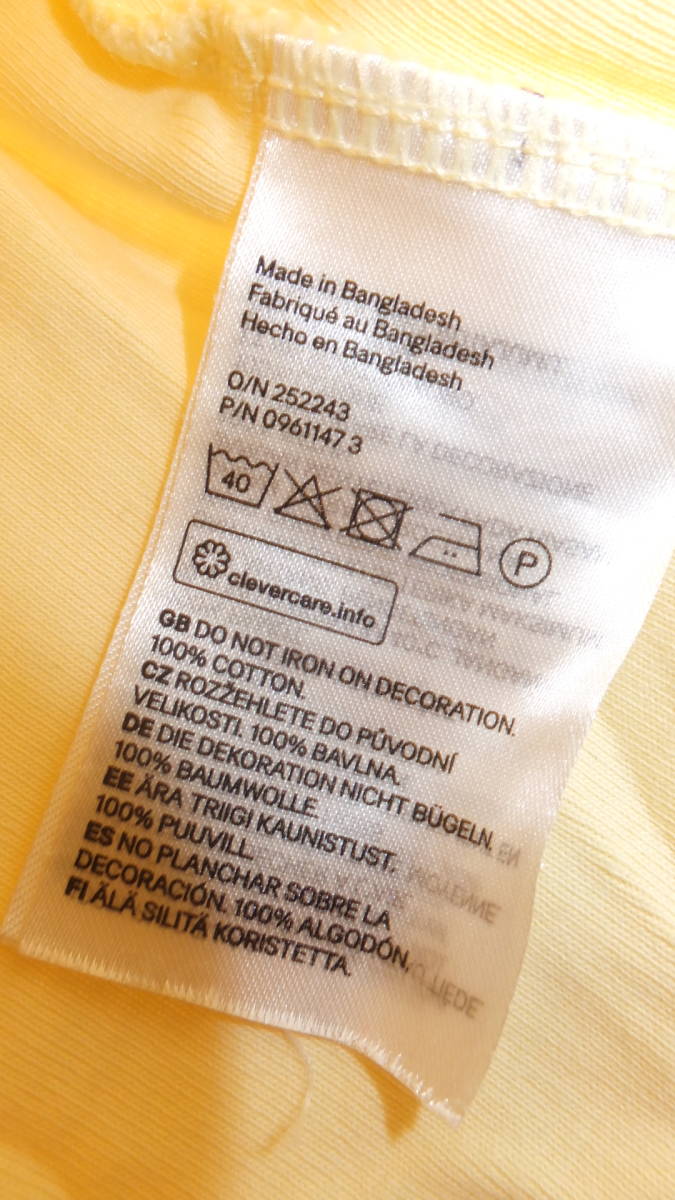 Made in Bangladesh
Fabriqué au Bangladesh
Hecho en Bangladesh
O/N 252243
P/N 0961147 3
40 P
clevercare.info
GB DO NOT IRON ON DECORATION.
100% COTTON.
CZ ROZŽEHLETE DO PŮVODNÍ
VELIKOSTI. 100% BAVLNA.
DE DIE DEKORATION NICHT BÜGELN.
100% BAUMWOLLE.
EE ÄRA TRIIGI KAUNISTUST.
100% PUUVILL.
ES NO PLANCHAR SOBRE LA
DECORACIÓN. 100% ALGODÓN.
FI ÄLÄ SILITÄ KORISTETTA.